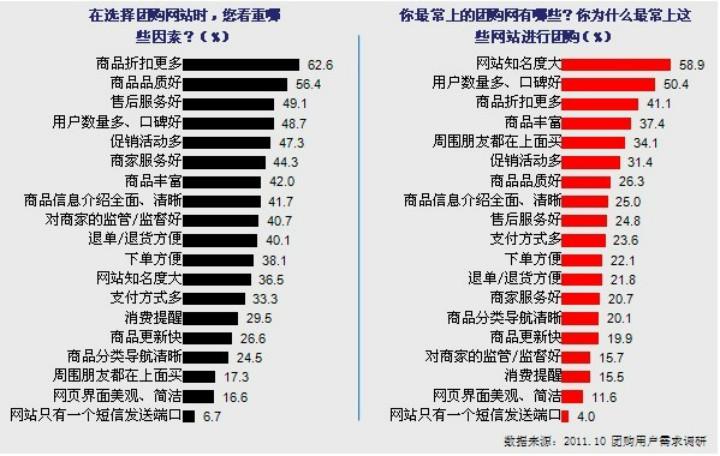 在选择团购网站时，您看重哪
些因素？（%）
商品折扣更多 62.6
商品品质好 56.4
售后服务好 49.1
用户数量多、口碑好 48.7
促销活动多 47.3
商家服务好 44.3
商品丰富 42.0
商品信息介绍全面、清晰 41.7
对商家的监管/监督好 40.7
退单/退货方便 40.1
下单方便 38.1
网站知名度大 36.5
支付方式多 33.3
消费提醒 29.5
商品更新快 26.6
商品分类导航清晰 24.5
周围朋友都在上面买 17.3
网页界面美观、简洁 16.6
网站只有一个短信发送端口 6.7
你最常上的团购网有哪些？你为什么最常上这
些网站进行团购（%）
网站知名度大 58.9
用户数量多、口碑好 50.4
商品折扣更多 41.1
商品丰富 37.4
周围朋友都在上面买 34.1
促销活动多 31.4
商品品质好 26.3
商品信息介绍全面、清晰 25.0
售后服务好 24.8
支付方式多 23.6
下单方便 22.1
退单/退货方便 21.8
商家服务好 20.7
商品分类导航清晰 20.1
商品更新快 19.9
对商家的监管/监督好 15.7
消费提醒 15.5
网页界面美观、简洁 11.6
网站只有一个短信发送端口 4.0
数据来源：2011.10 团购用户需求调研